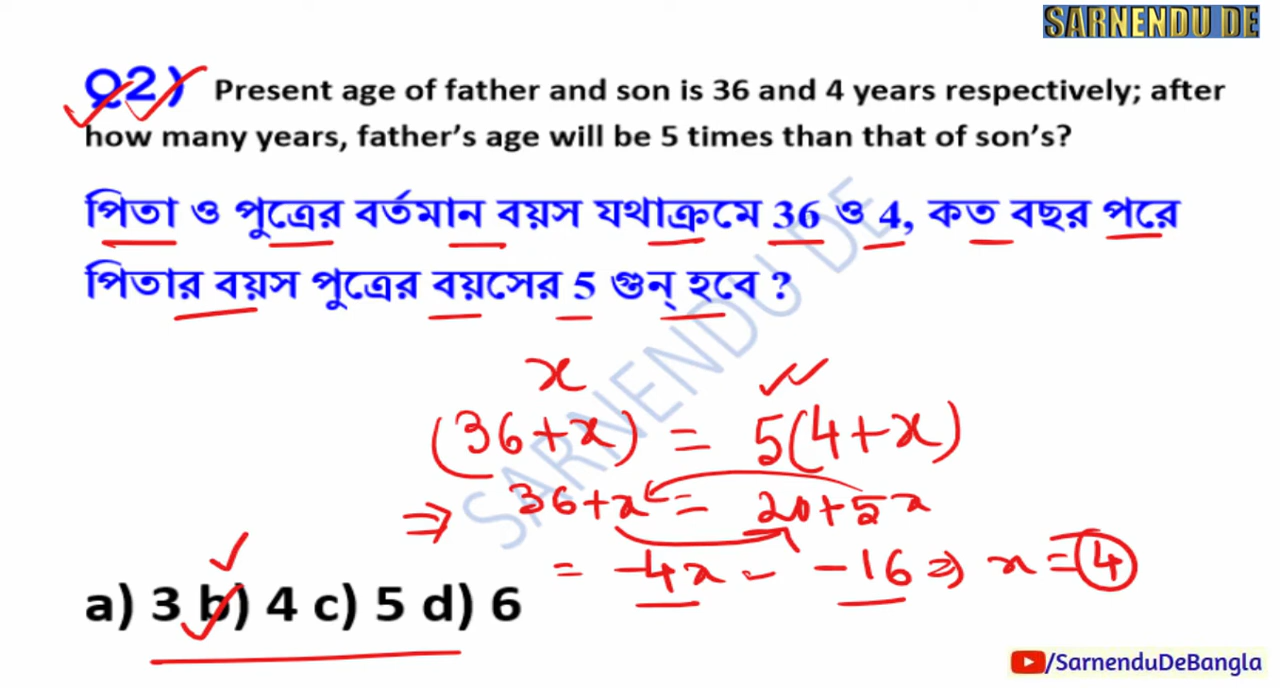 SARNENDU DE
Q2) Present age of father and son is 36 and 4 years respectively; after
how many years, father's age will be 5 times than that of son's?
পিতা ও পুত্রের বর্তমান বয়স যথাক্রমে 36 ও 4, কত বছর পরে
পিতার বয়স পুত্রের বয়সের 5 গুন্ হবে ?
SARNENDU DE
x
(36+x) = 5(4+x)
⇒ 36+x = 20+5x
= -4x = -16 ⇒ x = 4
a) 3 b) 4 c) 5 d) 6
/SarnenduDeBangla